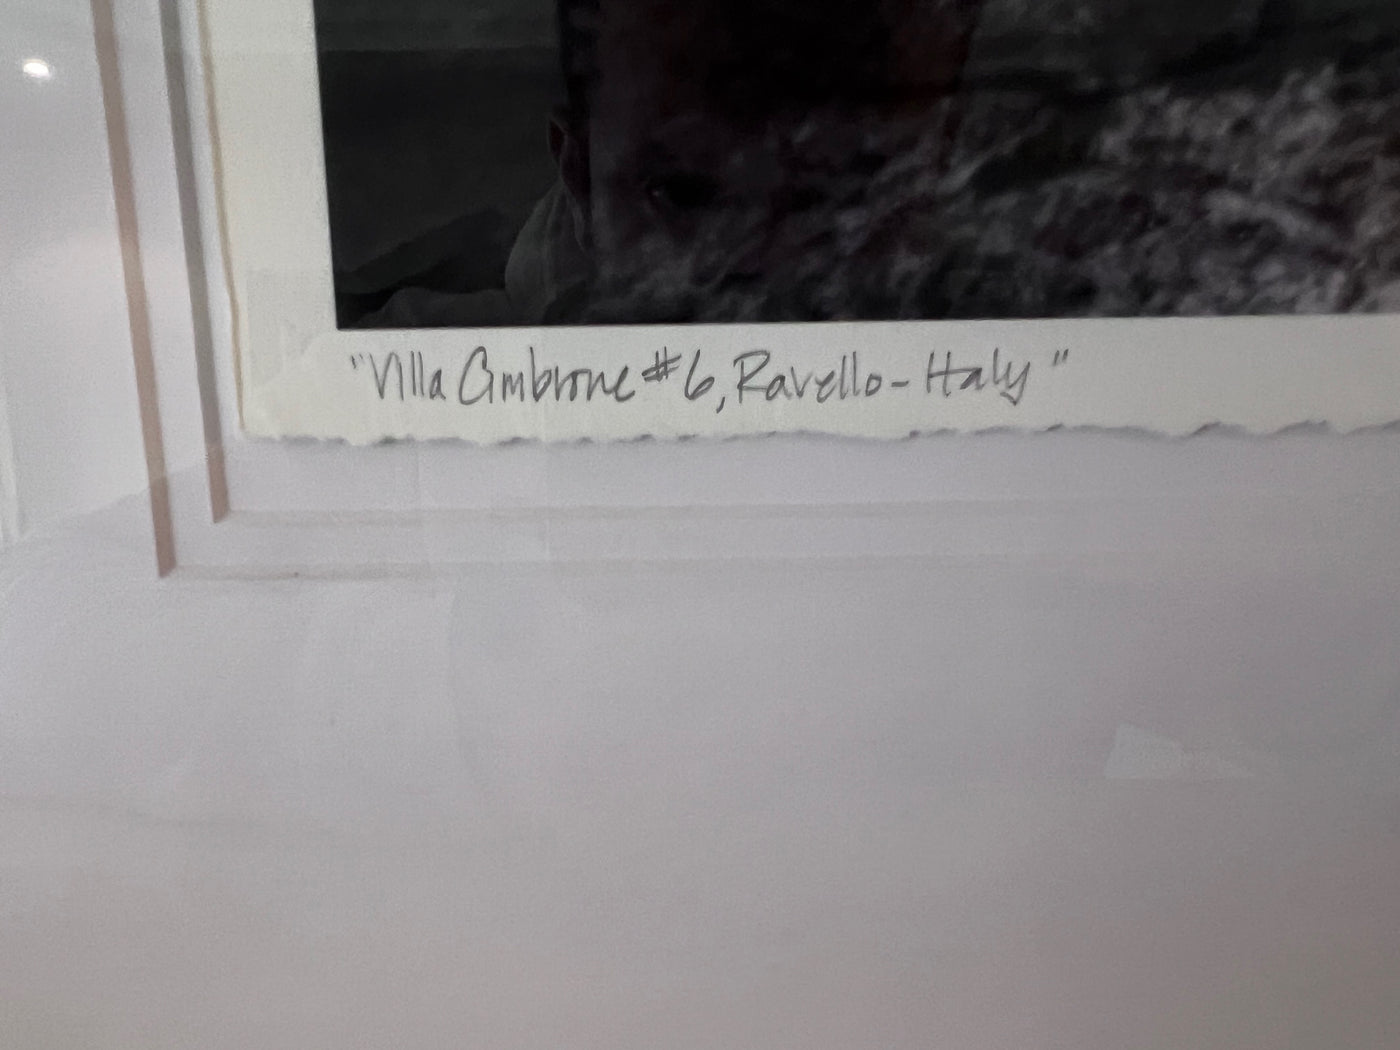 "Villa Cimbrone #6, Ravello - Italy"